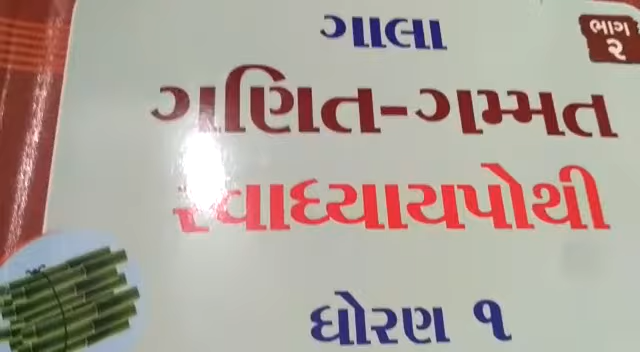 ગાલા
ભાગ
૨
ગણિત-ગમ્મત
સ્વાધ્યાયપોથી
ધોરણ ૧